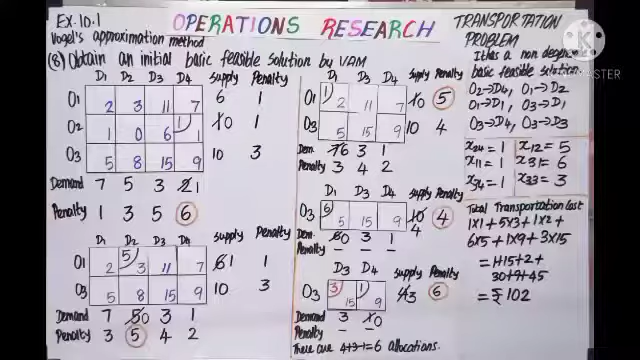 Ex.10.1
OPERATIONS RESEARCH
TRANSPORTATION PROBLEM
Vogel's approximation method
(8) Obtain an initial basic feasible solution by VAM
D1 D2 D3 D4 Supply Penalty
O1 2 3 11 7 6 1
O2 1 0 6 1 1 10 1
O3 5 8 15 9 10 3
Demand 7 5 3 2 1
Penalty 1 3 5 6
D1 D2 D3 D4 Supply Penalty
O1 2 5 3 11 7 6 1 1
O3 5 8 15 9 10 3
Demand 7 5 0 3 1
Penalty 3 5 4 2
D1 D3 D4 Supply Penalty
O1 1 2 11 7 1 0 5
O3 5 15 9 10 4
Dem. 7 6 3 1
Penalty 3 4 2
D1 D3 D4 Supply Penalty
O3 6 5 15 9 10 4 4
Dem. 6 0 3 1
Penalty — — —
D3 D4 Supply Penalty
O3 3 15 1 9 4 3 6
Demand 3 1 0
Penalty — —
There are 4+3-1=6 allocations.
It has a non
basic feasible solution
O2→D4, O1→D2
O1→D1, O3→D1
O3→D4, O3→D3
x24=1 x12=5
x11=1 x31=6
x34=1 x33=3
Total Transportation Cost
1×1+5×3+1×2+
6×5+1×9+3×15
=1+15+2+
30+9+45
=₹102